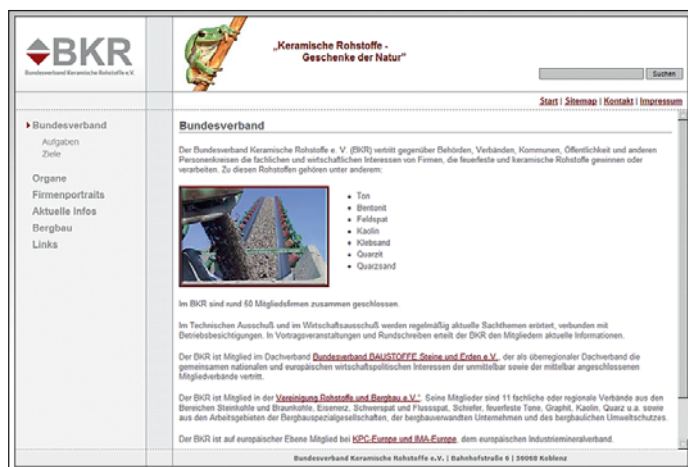 BKR
Bundesverband Keramische Rohstoffe e.V.
„Keramische Rohstoffe -
Geschenke der Natur“
Suchen
Start | Sitemap | Kontakt | Impressum
Bundesverband
Aufgaben
Ziele
Organe
Firmenportraits
Aktuelle Infos
Bergbau
Links
Bundesverband
Der Bundesverband Keramische Rohstoffe e. V. (BKR) vertritt gegenüber Behörden, Verbänden, Kommunen, Öffentlichkeit und anderen
Personenkreisen die fachlichen und wirtschaftlichen Interessen von Firmen, die feuerfeste und keramische Rohstoffe gewinnen oder
verarbeiten. Zu diesen Rohstoffen gehören unter anderem:
Ton
Bentonit
Feldspat
Kaolin
Klebsand
Quarzit
Quarzsand
Im BKR sind rund 60 Mitgliedsfirmen zusammen geschlossen.
Im Technischen Ausschuß und im Wirtschaftsausschuß werden regelmäßig aktuelle Sachthemen erörtert, verbunden mit
Betriebsbesichtigungen. In Vortragsveranstaltungen und Rundschreiben erteilt der BKR den Mitgliedern aktuelle Informationen.
Der BKR ist Mitglied im Dachverband Bundesverband BAUSTOFFE Steine und Erden e.V., der als überregionaler Dachverband die
gemeinsamen nationalen und europäischen wirtschaftspolitischen Interessen der unmittelbar sowie der mittelbar angeschlossenen
Mitgliedverbände vertritt.
Der BKR ist Mitglied in der Vereinigung Rohstoffe und Bergbau e.V.". Seine Mitglieder sind 11 fachliche oder regionale Verbände aus den
Bereichen Steinkohle und Braunkohle, Eisenerz, Schwerspat und Flussspat, Schiefer, feuerfeste Tone, Graphit, Kaolin, Quarz u.a. sowie
aus den Arbeitsgebieten der Bergbauspezialgesellschaften, der bergbauverwandten Unternehmen und des bergbaulichen Umweltschutzes.
Der BKR ist auf europäischer Ebene Mitglied bei KPC-Europe und IMA-Europe, dem europäischen Industriemineralverband.
Bundesverband Keramische Rohstoffe e.V. | Bahnhofstraße 6 | 56068 Koblenz